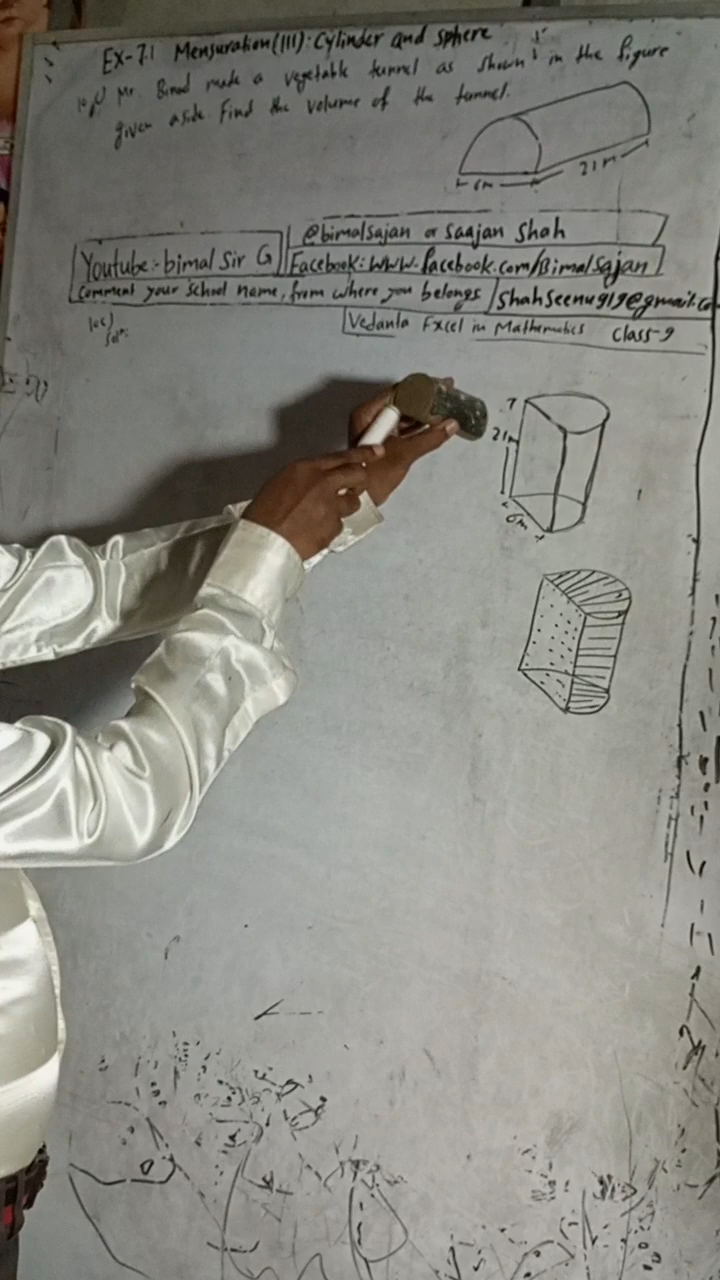 Ex-7.1 Mensuration(III): Cylinder and sphere
10 c) Mr. Binod made a vegetable tunnel as shown in the figure
given aside. Find the volume of the tunnel.
6m
21m
@bimalsajan or Saajan Shah
Youtube:- bimal Sir G
Facebook: www.facebook.com/Bimalsajan
Comment your school name, from where you belongs
shahseenu919@gmail.co
Vedanta Excel in Mathematics Class-9
10c)
Solⁿ:
21m
6m